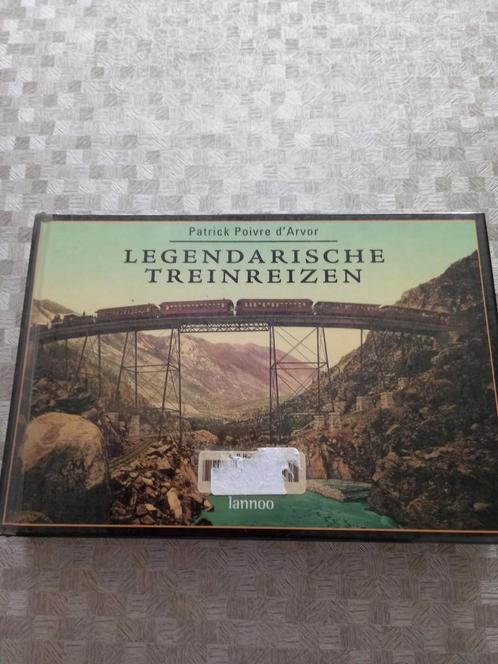 Patrick Poivre d'Arvor
LEGENDARISCHE
TREINREIZEN
lannoo